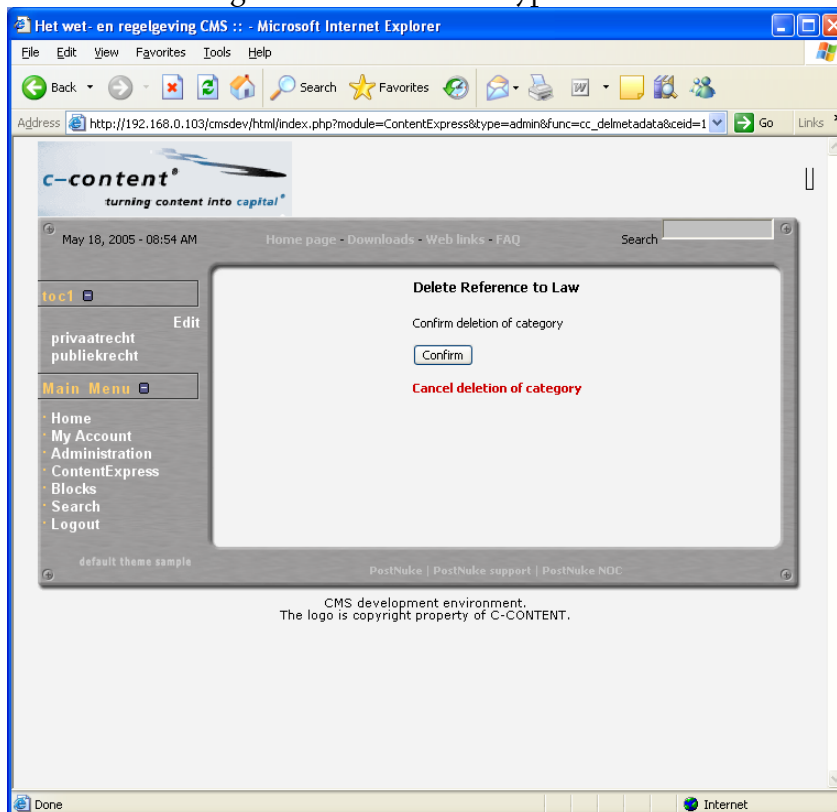 Het wet- en regelgeving CMS :: - Microsoft Internet Explorer
File Edit View Favorites Tools Help
Back Search Favorites
Address http://192.168.0.103/cmsdev/html/index.php?module=ContentExpress&type=admin&func=cc_delmetadata&ceid=1 Go Links
c-content®
turning content into capital®
May 18, 2005 - 08:54 AM Home page - Downloads - Web links - FAQ Search
toc1
Edit
privaatrecht
publiekrecht
Main Menu
· Home
· My Account
· Administration
· ContentExpress
· Blocks
· Search
· Logout
default theme sample
Delete Reference to Law
Confirm deletion of category
Confirm
Cancel deletion of category
PostNuke | PostNuke support | PostNuke NOC
CMS development environment.
The logo is copyright property of C-CONTENT.
Done Internet